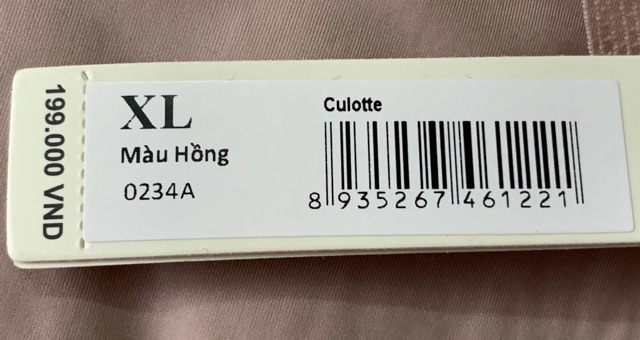 199.000 VND
XL
Màu Hồng
0234A
Culotte
8 935267 461221